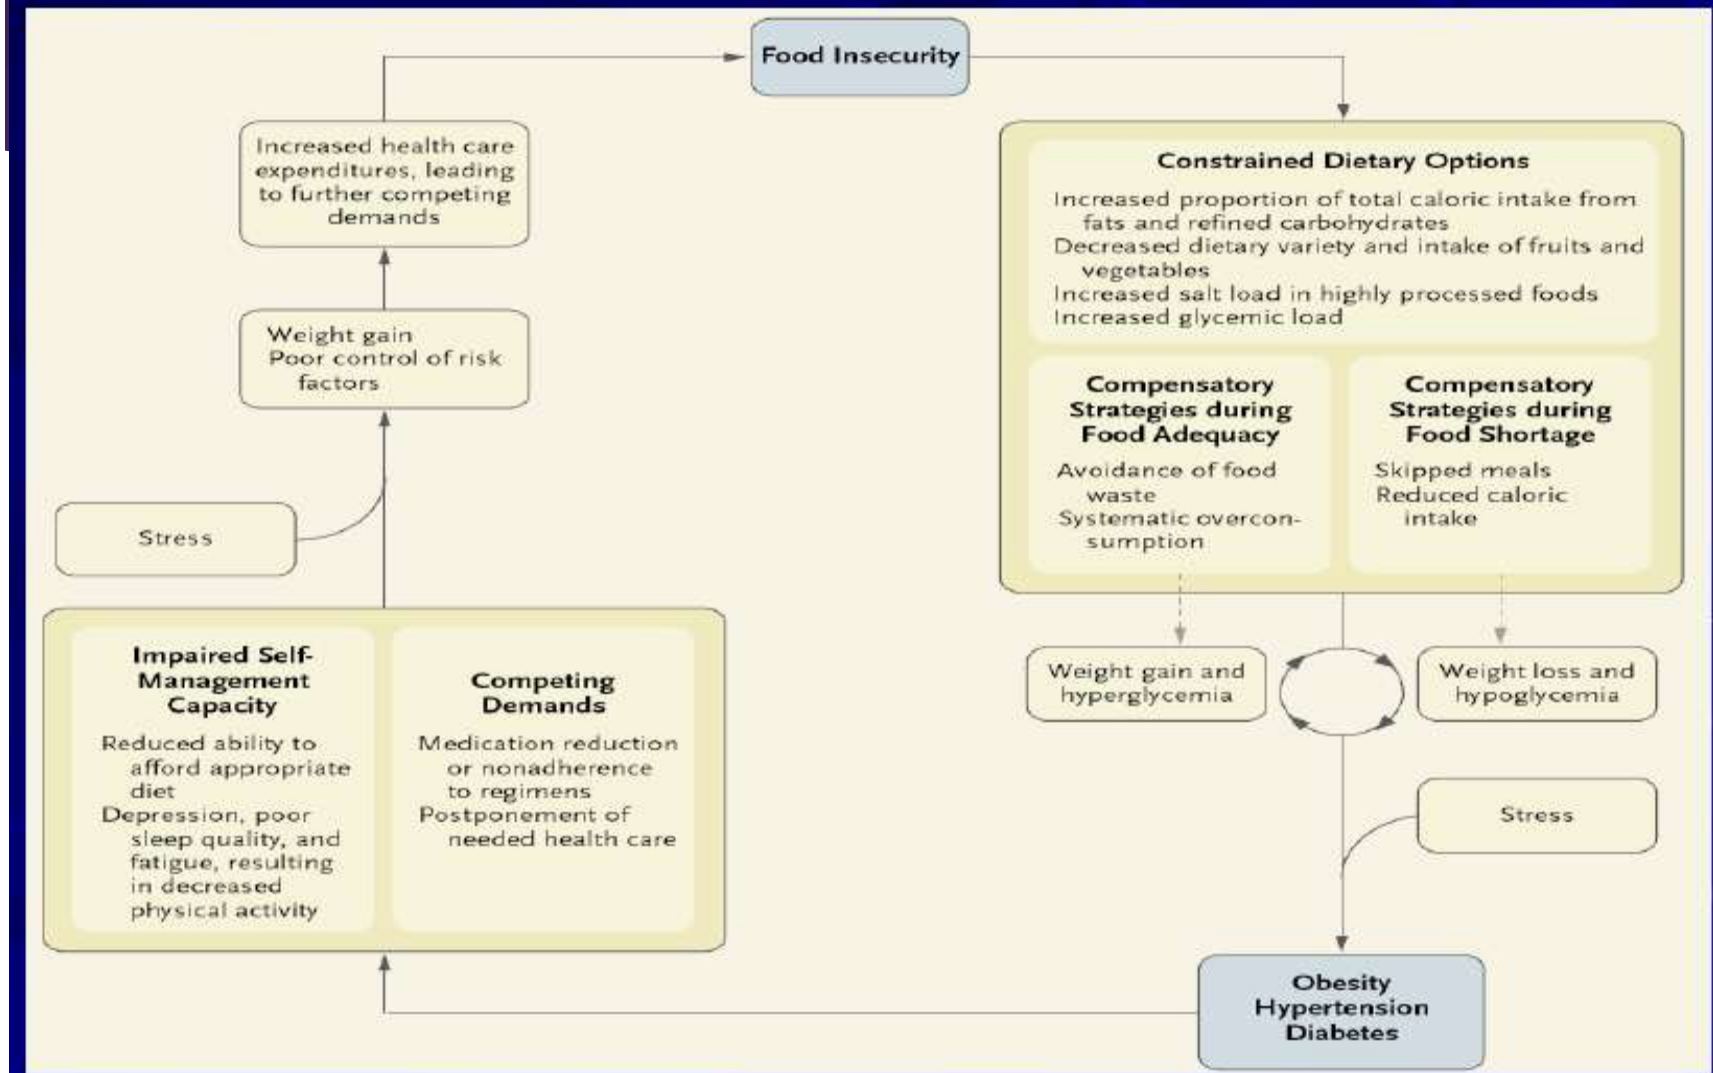 Food Insecurity
Increased health care
expenditures, leading
to further competing
demands
Weight gain
Poor control of risk
factors
Stress
Impaired Self-
Management
Capacity
Reduced ability to
afford appropriate
diet
Depression, poor
sleep quality, and
fatigue, resulting
in decreased
physical activity
Competing
Demands
Medication reduction
or nonadherence
to regimens
Postponement of
needed health care
Constrained Dietary Options
Increased proportion of total caloric intake from
fats and refined carbohydrates
Decreased dietary variety and intake of fruits and
vegetables
Increased salt load in highly processed foods
Increased glycemic load
Compensatory
Strategies during
Food Adequacy
Avoidance of food
waste
Systematic overcon-
sumption
Compensatory
Strategies during
Food Shortage
Skipped meals
Reduced caloric
intake
Weight gain and
hyperglycemia
Weight loss and
hypoglycemia
Stress
Obesity
Hypertension
Diabetes